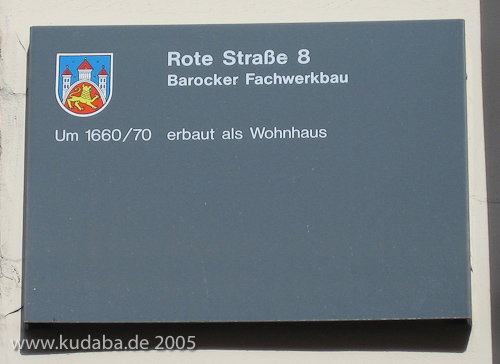 Rote Straße 8
Barocker Fachwerkbau
Um 1660/70 erbaut als Wohnhaus
www.kudaba.de 2005